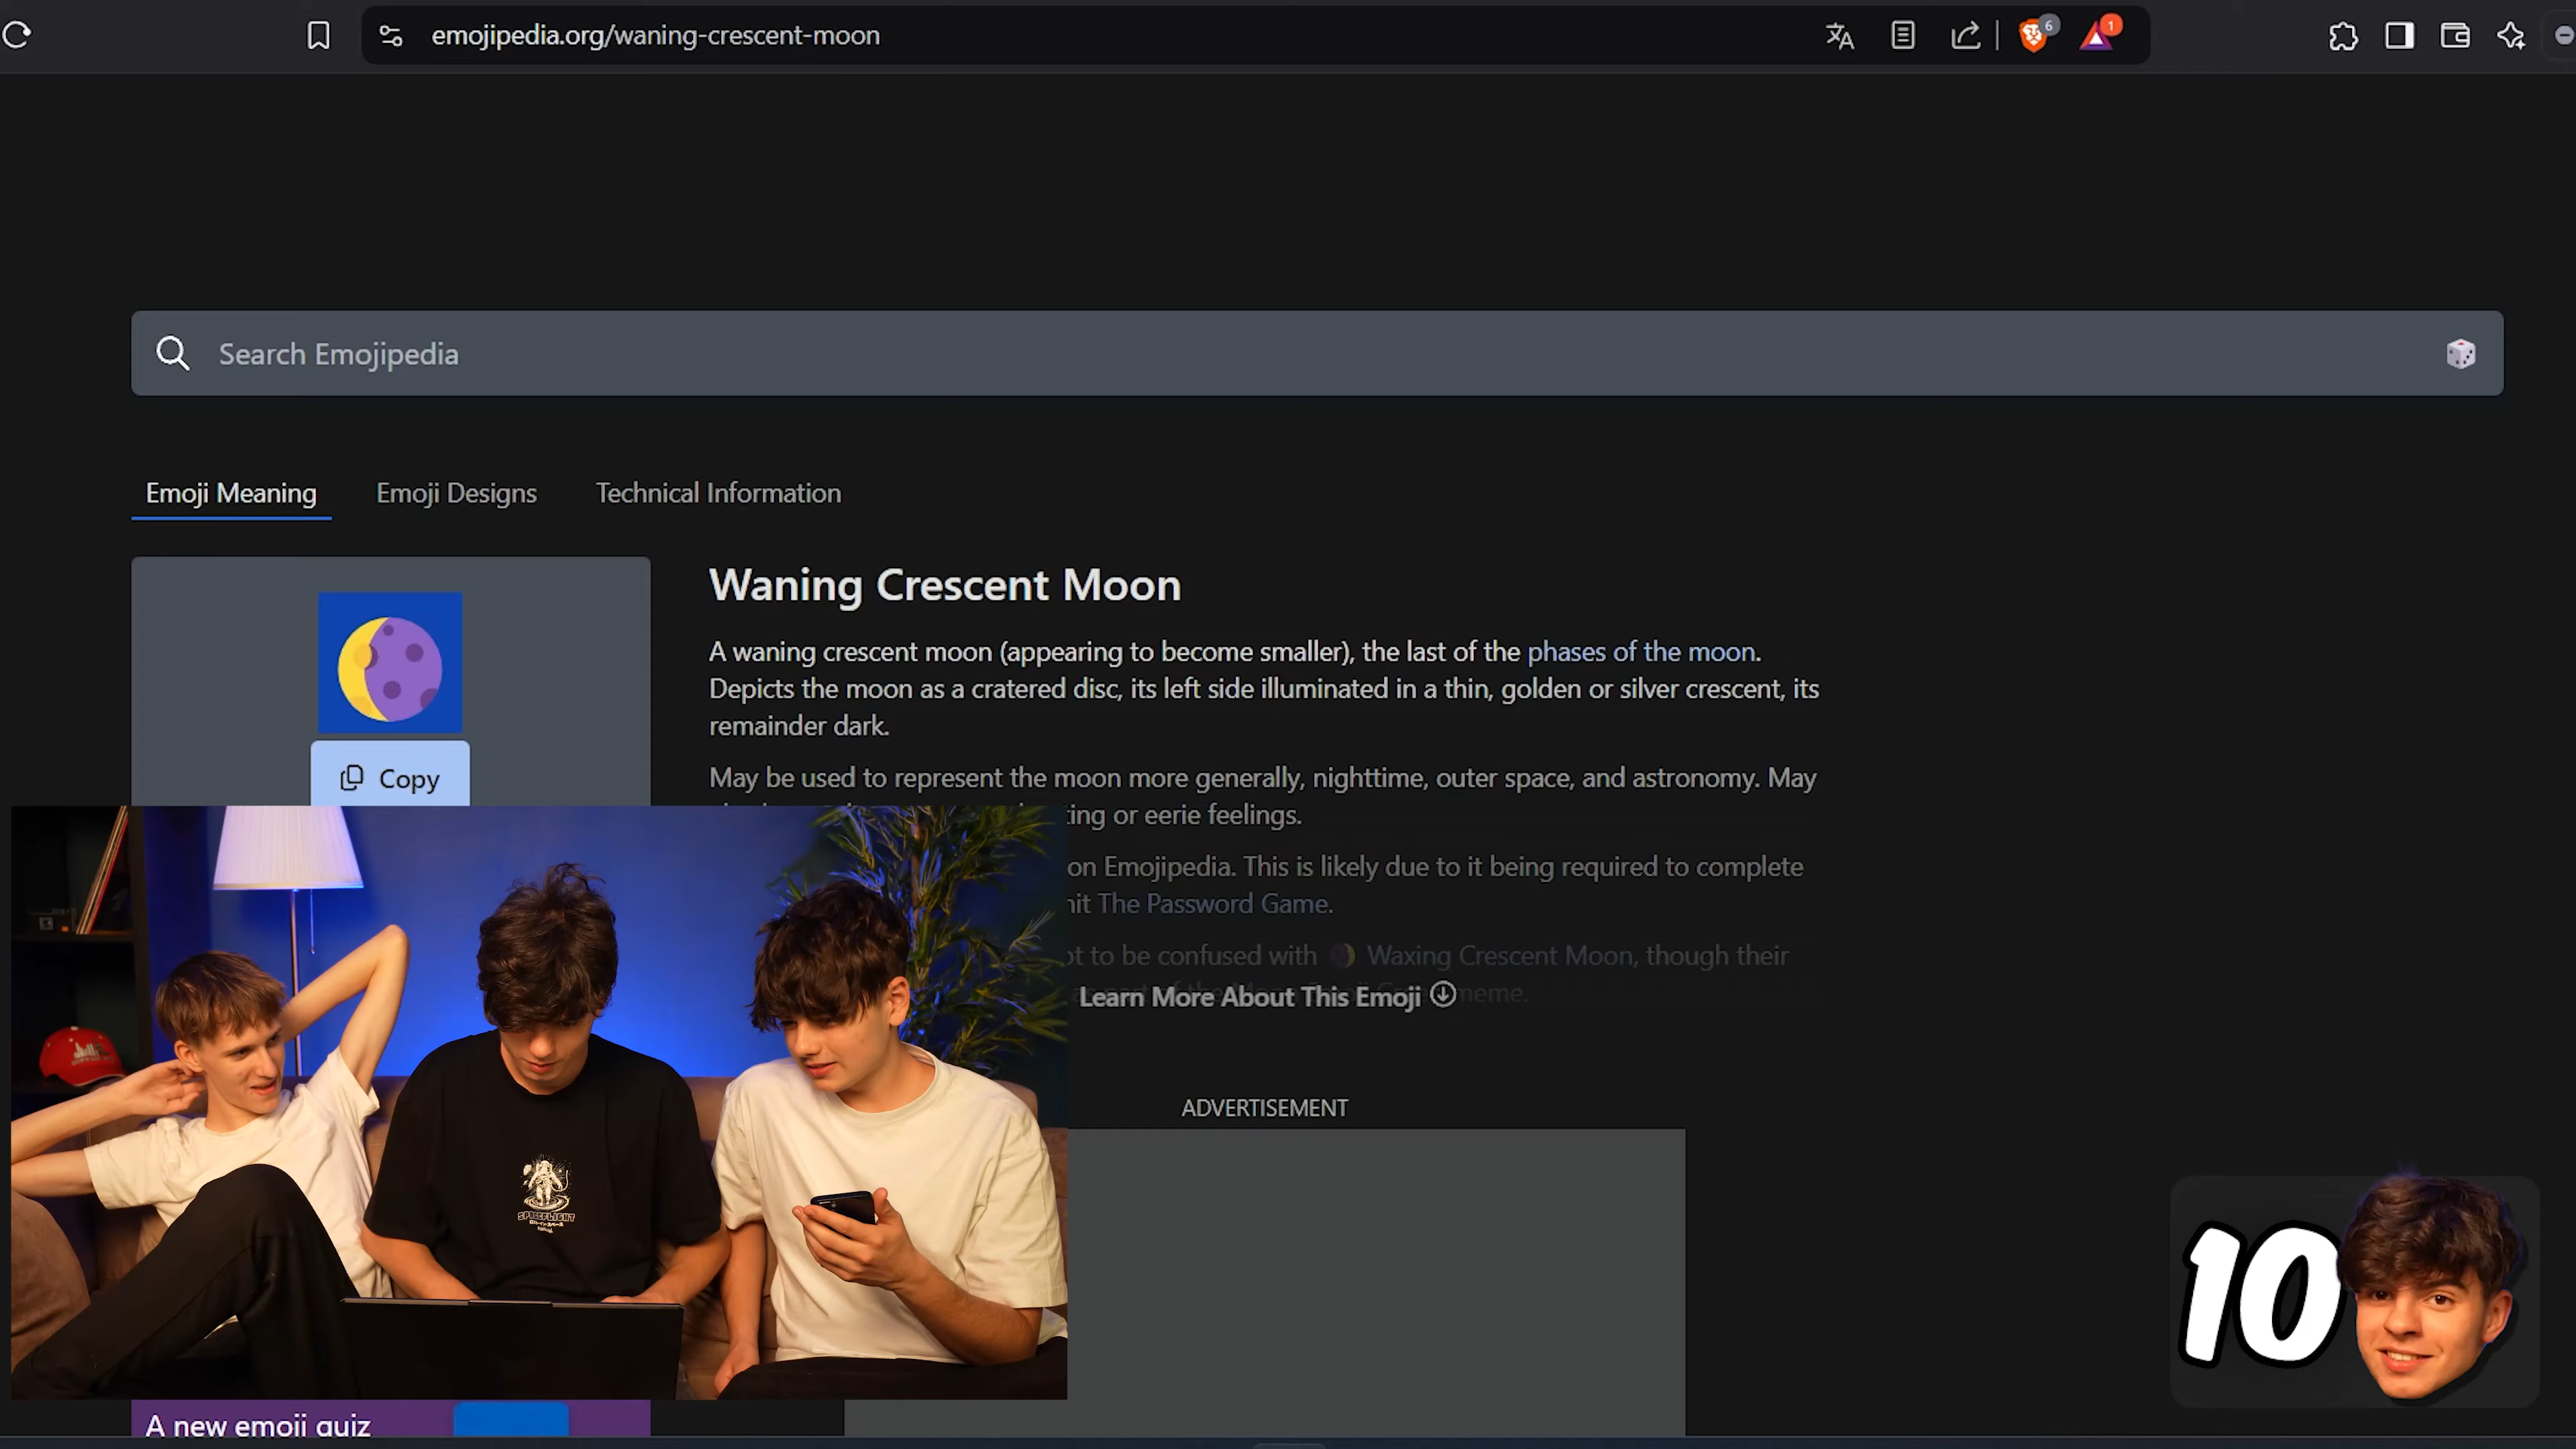 emojipedia.org/waning-crescent-moon
6
1
Search Emojipedia
Emoji Meaning
Emoji Designs
Technical Information
Waning Crescent Moon
A waning crescent moon (appearing to become smaller), the last of the phases of the moon.
Depicts the moon as a cratered disc, its left side illuminated in a thin, golden or silver crescent, its
remainder dark.
Copy
May be used to represent the moon more generally, nighttime, outer space, and astronomy. May
or eerie feelings.
on Emojipedia. This is likely due to it being required to complete
The Password Game.
to be confused with Waxing Crescent Moon, though their
meme.
Learn More About This Emoji
ADVERTISEMENT
SPACEFLIGHT
10
A new emoji quiz